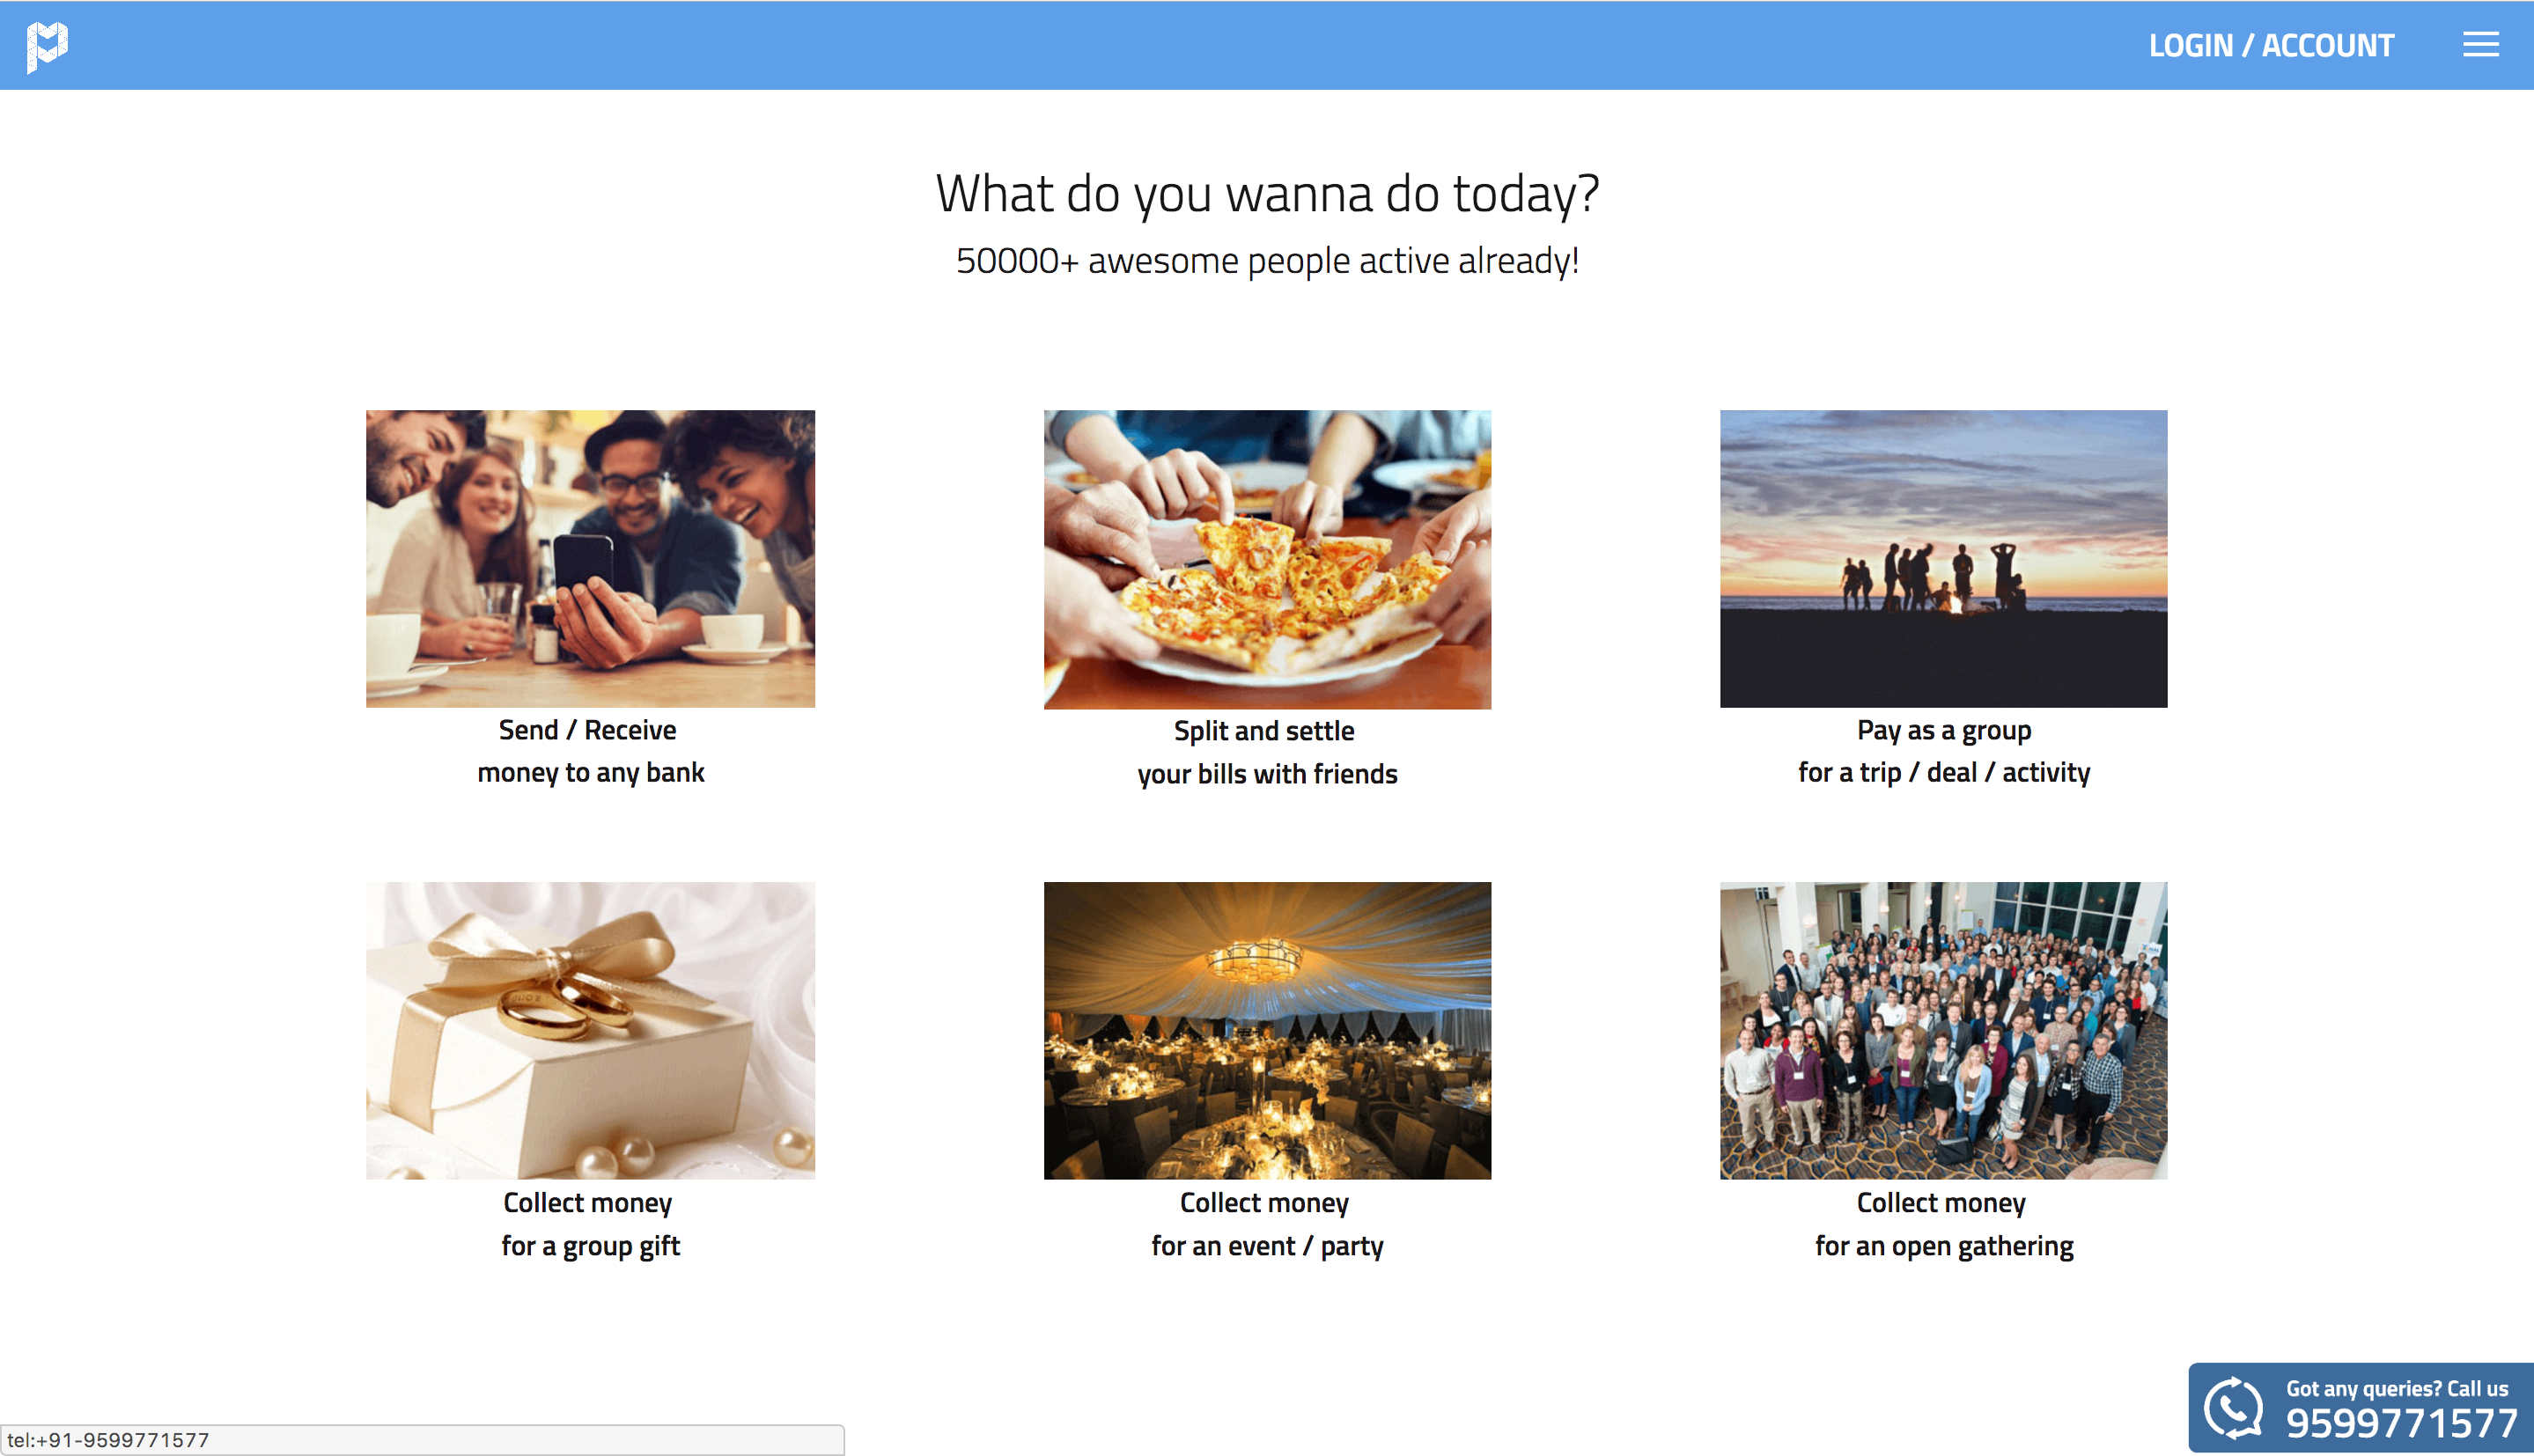 LOGIN / ACCOUNT
What do you wanna do today?
50000+ awesome people active already!
Send / Receive
money to any bank
Split and settle
your bills with friends
Pay as a group
for a trip / deal / activity
Collect money
for a group gift
Collect money
for an event / party
Collect money
for an open gathering
Got any queries? Call us
9599771577
tel:+91-9599771577